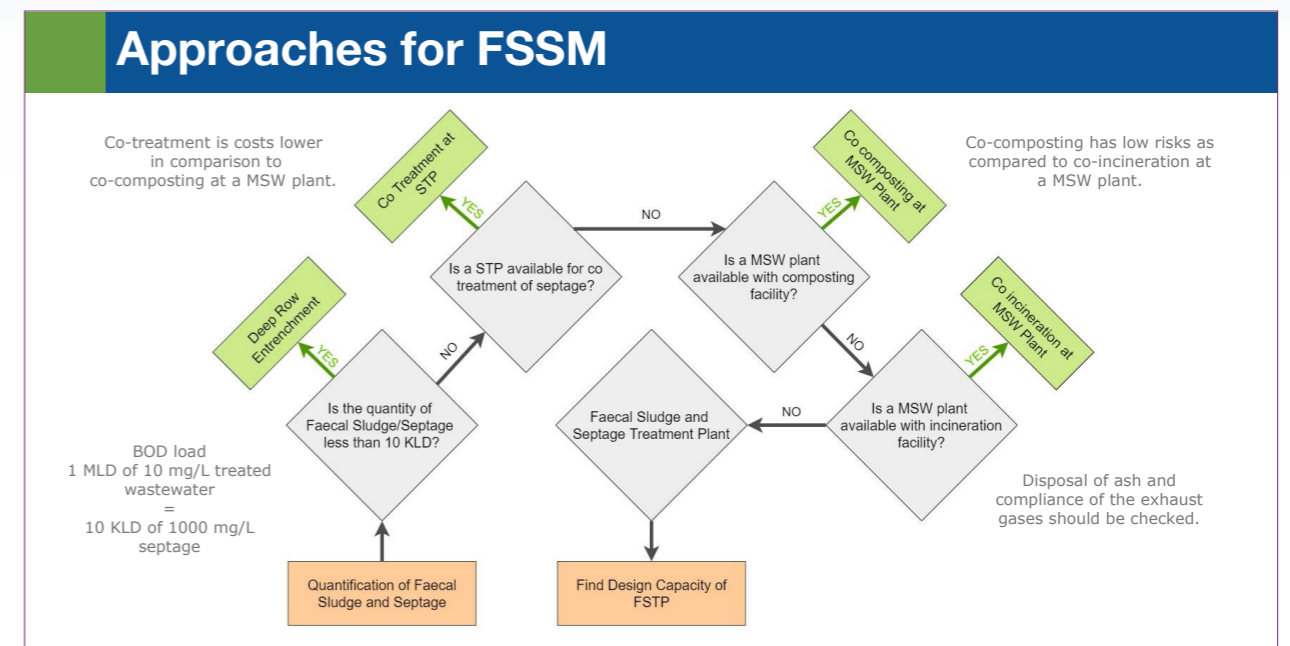 Approaches for FSSM
Co-treatment is costs lower
in comparison to
co-composting at a MSW plant.
Co Treatment at
STP
YES
Is a STP available for co
treatment of septage?
NO
Co composting at
MSW Plant
YES
Is a MSW plant
available with composting
facility?
Co-composting has low risks as
compared to co-incineration at
a MSW plant.
Deep Row
Entrenchment
YES
NO
Is the quantity of
Faecal Sludge/Septage
less than 10 KLD?
NO
Co incineration at
MSW Plant
YES
Is a MSW plant
available with incineration
facility?
NO
Faecal Sludge and
Septage Treatment Plant
BOD load
1 MLD of 10 mg/L treated
wastewater
=
10 KLD of 1000 mg/L
septage
Disposal of ash and
compliance of the exhaust
gases should be checked.
Quantification of Faecal
Sludge and Septage
Find Design Capacity of
FSTP